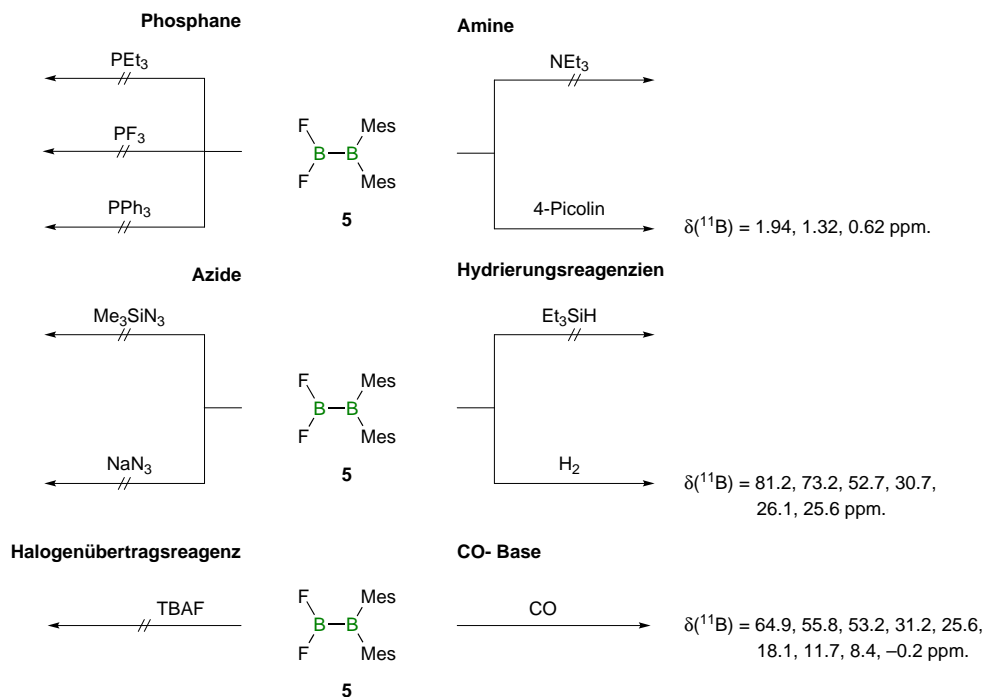 Phosphane
Amine
PEt3
NEt3
PF3
F
F
B
B
Mes
Mes
5
PPh3
4-Picolin
δ(11B) = 1.94, 1.32, 0.62 ppm.
Azide
Hydrierungsreagenzien
Me3SiN3
Et3SiH
F
F
B
B
Mes
Mes
5
NaN3
H2
δ(11B) = 81.2, 73.2, 52.7, 30.7,
26.1, 25.6 ppm.
Halogenübertragsreagenz
CO- Base
TBAF
F
F
B
B
Mes
Mes
5
CO
δ(11B) = 64.9, 55.8, 53.2, 31.2, 25.6,
18.1, 11.7, 8.4, –0.2 ppm.